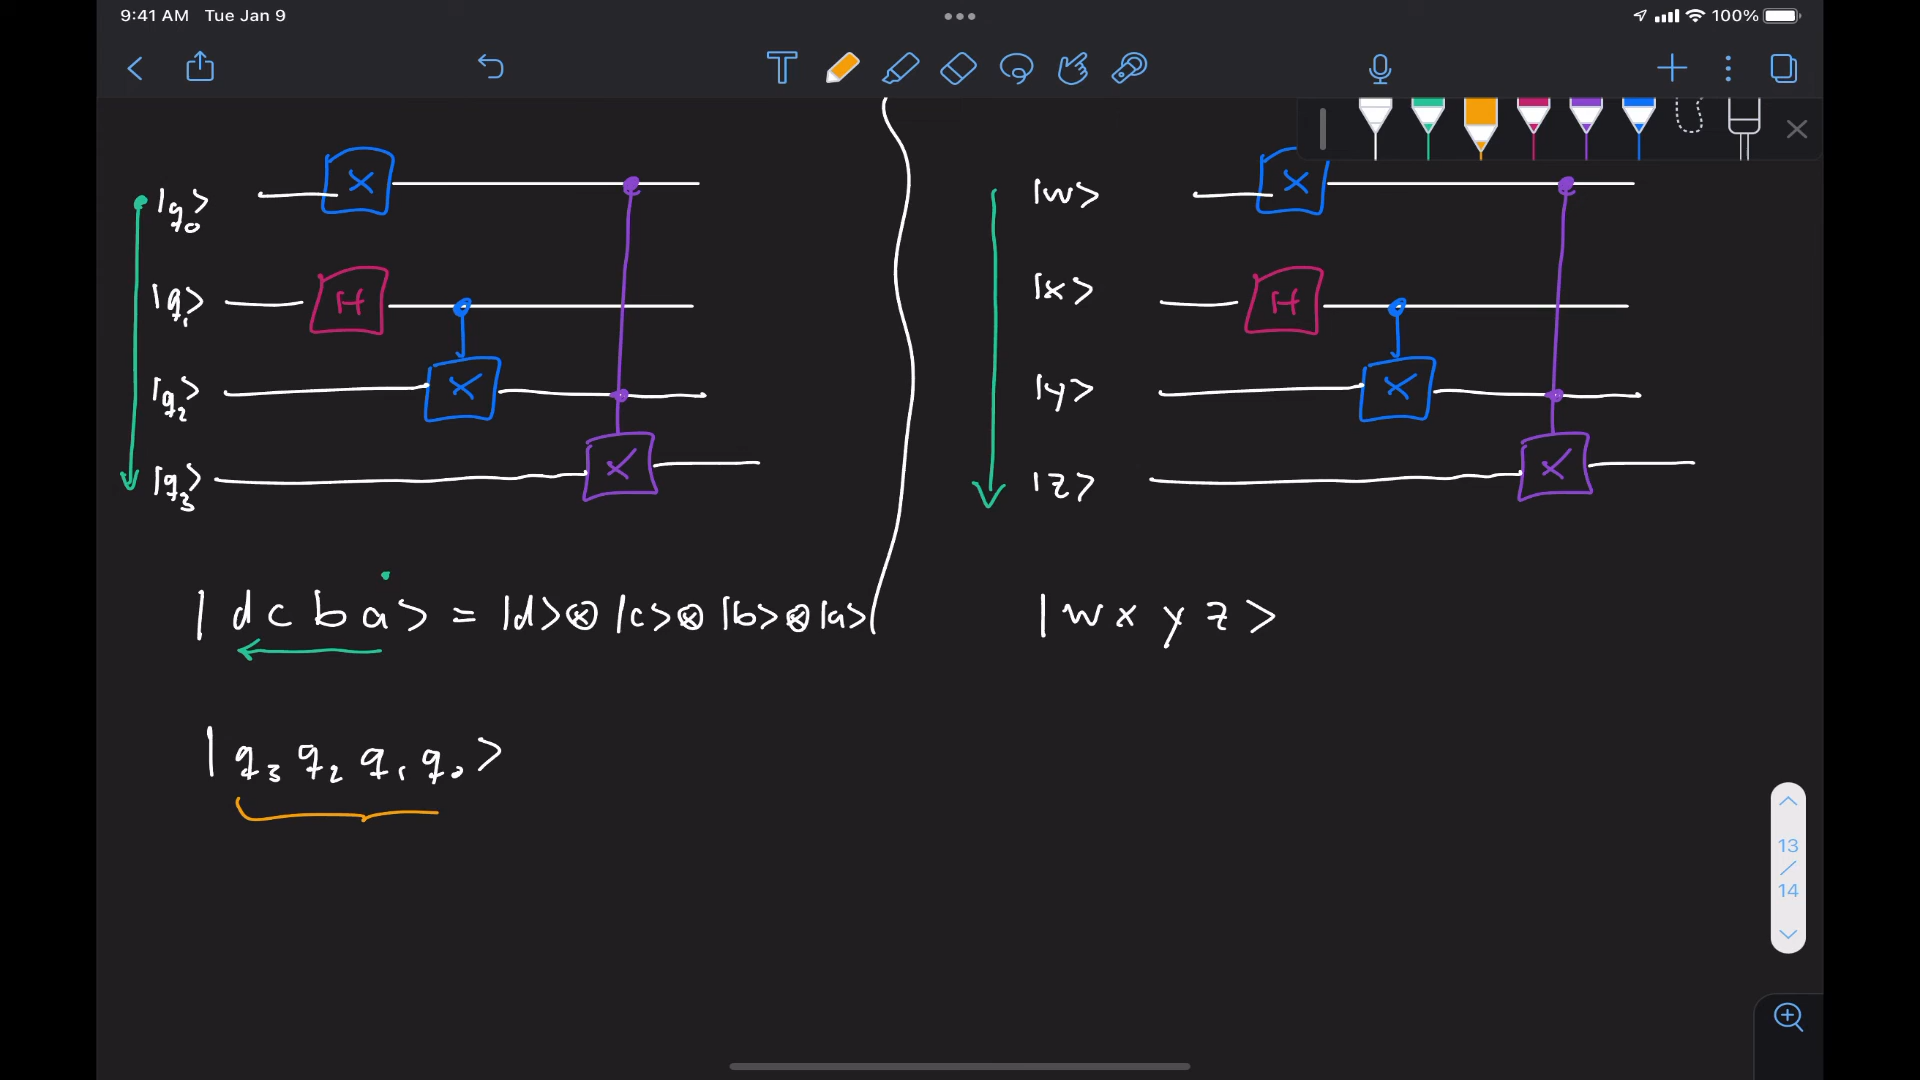 9:41 AM Tue Jan 9
100%
T
|q₀> X
|q₁> H
|q₂> X
|q₃> X
|dcba> = |d>⊗|c>⊗|b>⊗|a>
|q₃ q₂ q₁ q₀>
|w> X
|x> H
|y> X
|z> X
|w x y z>
13
/
14